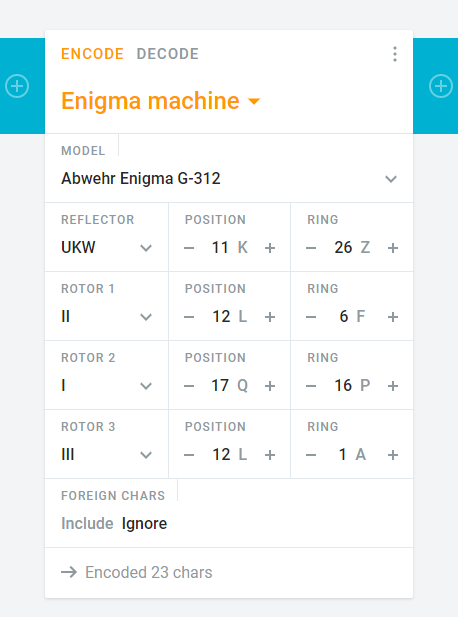 ENCODE DECODE
Enigma machine
MODEL
Abwehr Enigma G-312
REFLECTOR POSITION RING
UKW − 11 K + − 26 Z +
ROTOR 1 POSITION RING
II − 12 L + − 6 F +
ROTOR 2 POSITION RING
I − 17 Q + − 16 P +
ROTOR 3 POSITION RING
III − 12 L + − 1 A +
FOREIGN CHARS
Include Ignore
→ Encoded 23 chars